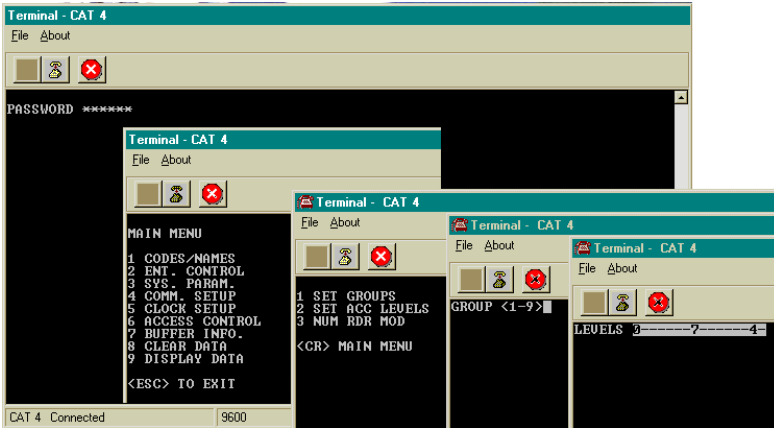 Terminal - CAT 4
File About
PASSWORD ******
Terminal - CAT 4
File About
MAIN MENU
1 CODES/NAMES
2 ENT. CONTROL
3 SYS. PARAM.
4 COMM. SETUP
5 CLOCK SETUP
6 ACCESS CONTROL
7 BUFFER INFO.
8 CLEAR DATA
9 DISPLAY DATA
<ESC> TO EXIT
Terminal - CAT 4
File About
1 SET GROUPS
2 SET ACC LEVELS
3 NUM RDR MOD
<CR> MAIN MENU
Terminal - CAT 4
File About
GROUP <1-9>
Terminal - CAT 4
File About
LEVELS 0------7------4-
CAT 4 Connected
9600